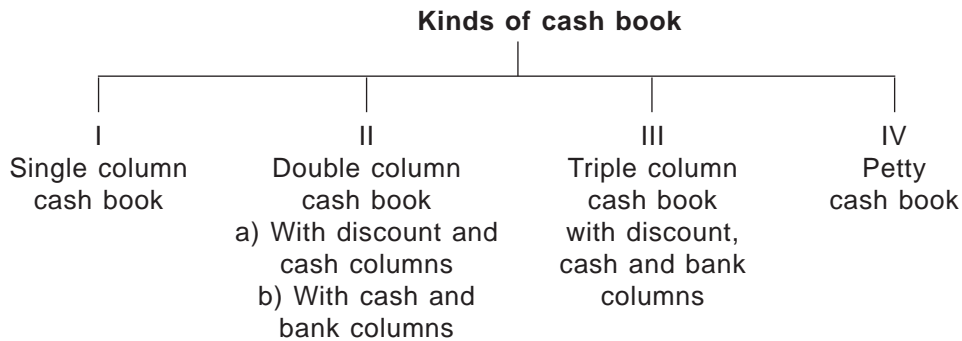 Kinds of cash book
I
Single column
cash book
II
Double column
cash book
a) With discount and
cash columns
b) With cash and
bank columns
III
Triple column
cash book
with discount,
cash and bank
columns
IV
Petty
cash book